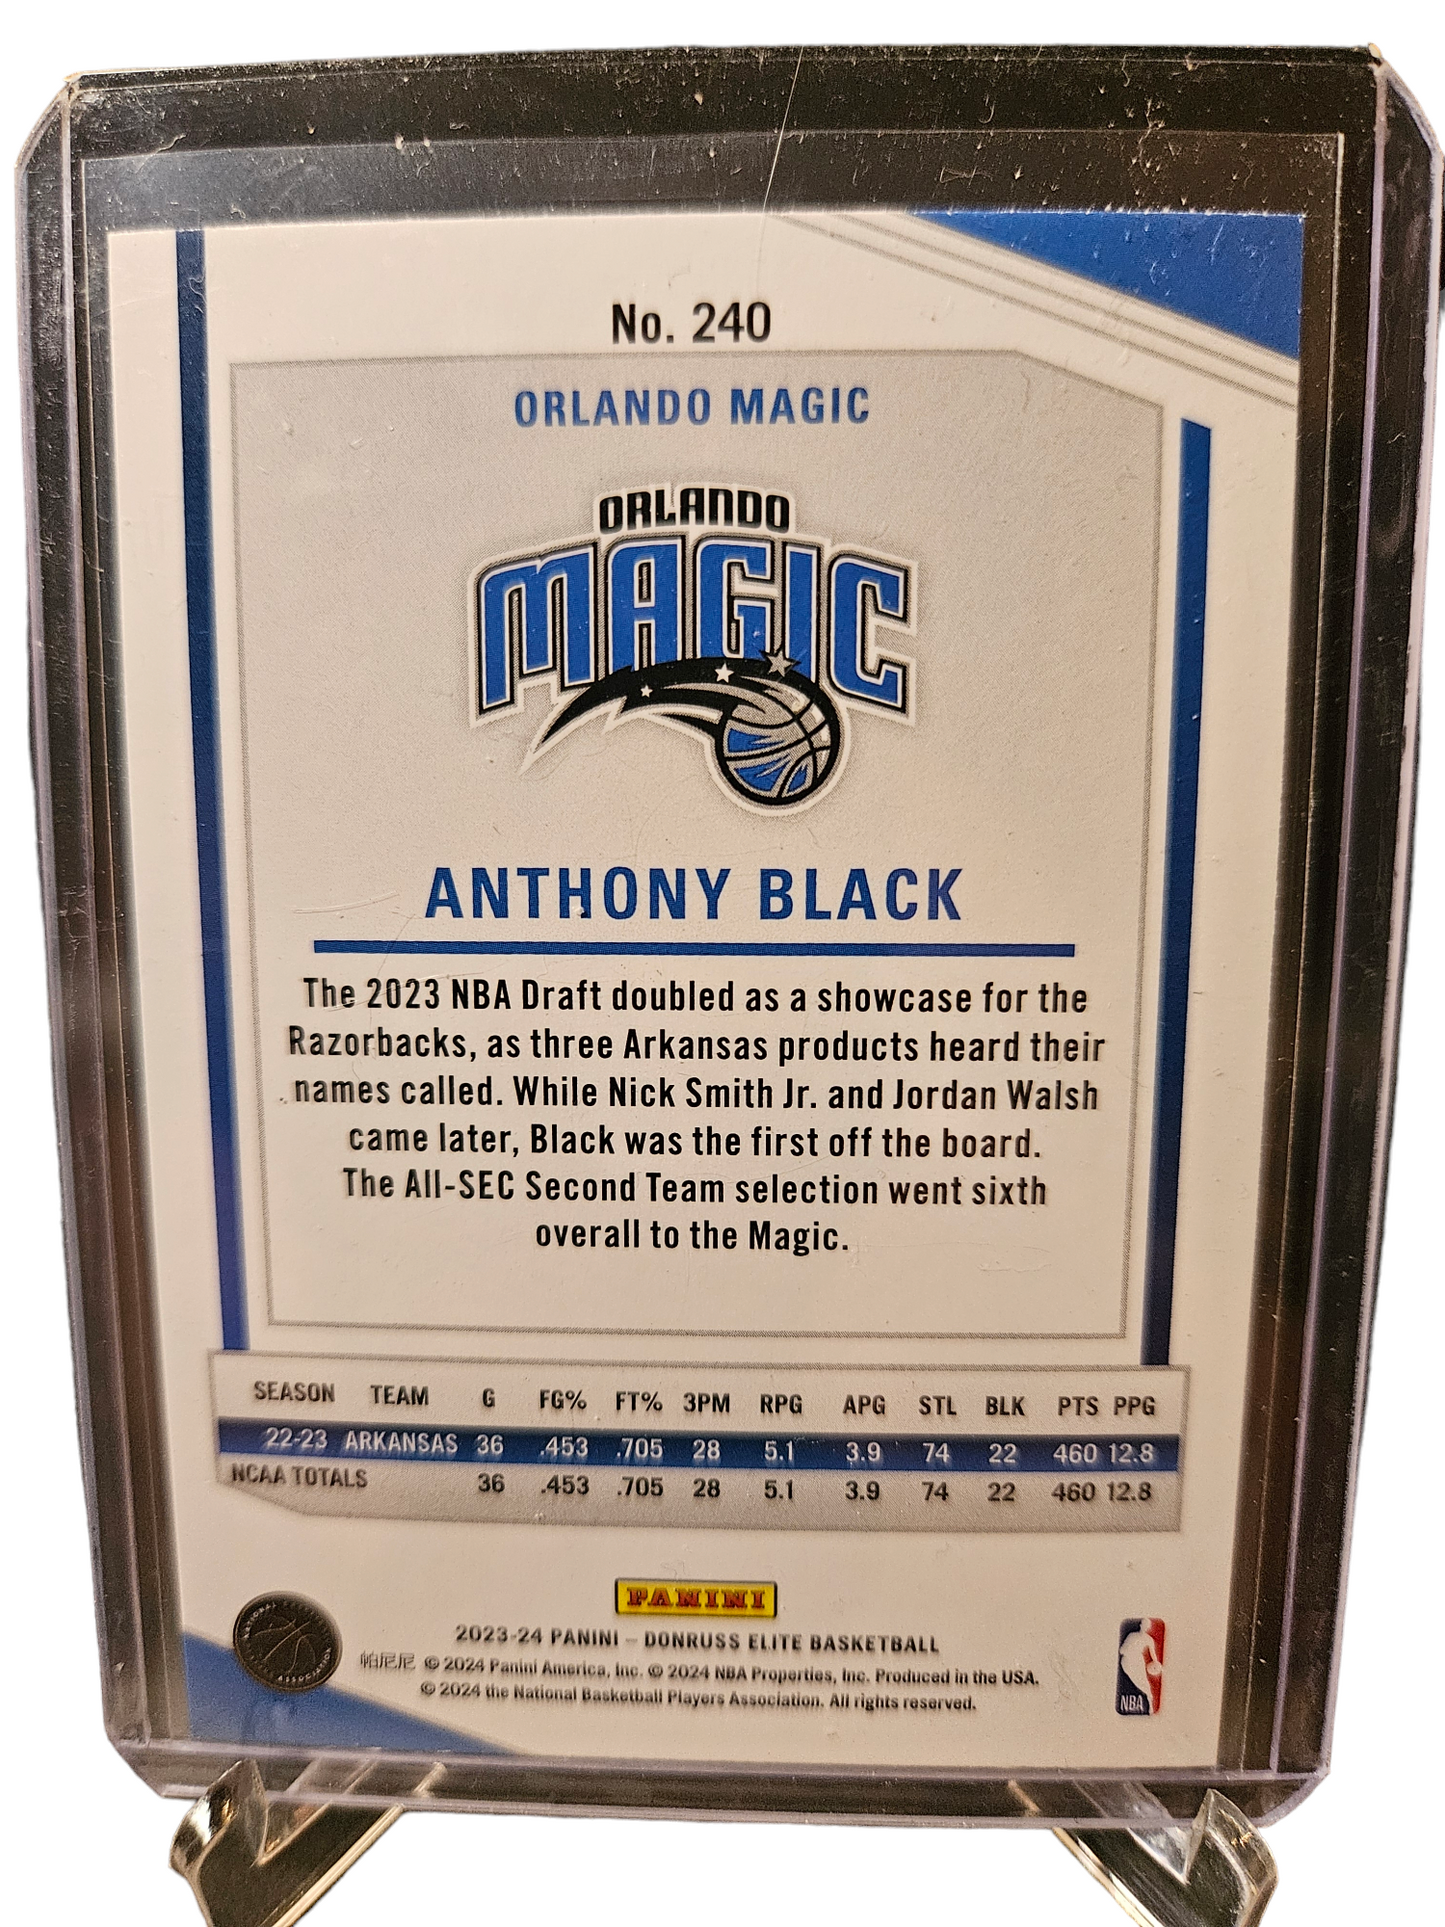 No. 240
ORLANDO MAGIC
ORLANDO
MAGIC
ANTHONY BLACK
The 2023 NBA Draft doubled as a showcase for the
Razorbacks, as three Arkansas products heard their
names called. While Nick Smith Jr. and Jordan Walsh
came later, Black was the first off the board.
The All-SEC Second Team selection went sixth
overall to the Magic.
SEASON TEAM G FG% FT% 3PM RPG APG STL BLK PTS PPG
22-23 ARKANSAS 36 .453 .705 28 5.1 3.9 74 22 460 12.8
NCAA TOTALS 36 .453 .705 28 5.1 3.9 74 22 460 12.8
PANINI
2023-24 PANINI – DONRUSS ELITE BASKETBALL
帕尼尼 © 2024 Panini America, Inc. © 2024 NBA Properties, Inc. Produced in the USA.
© 2024 the National Basketball Players Association. All rights reserved.
NATIONAL BASKETBALL PLAYERS ASSOCIATION
NBA